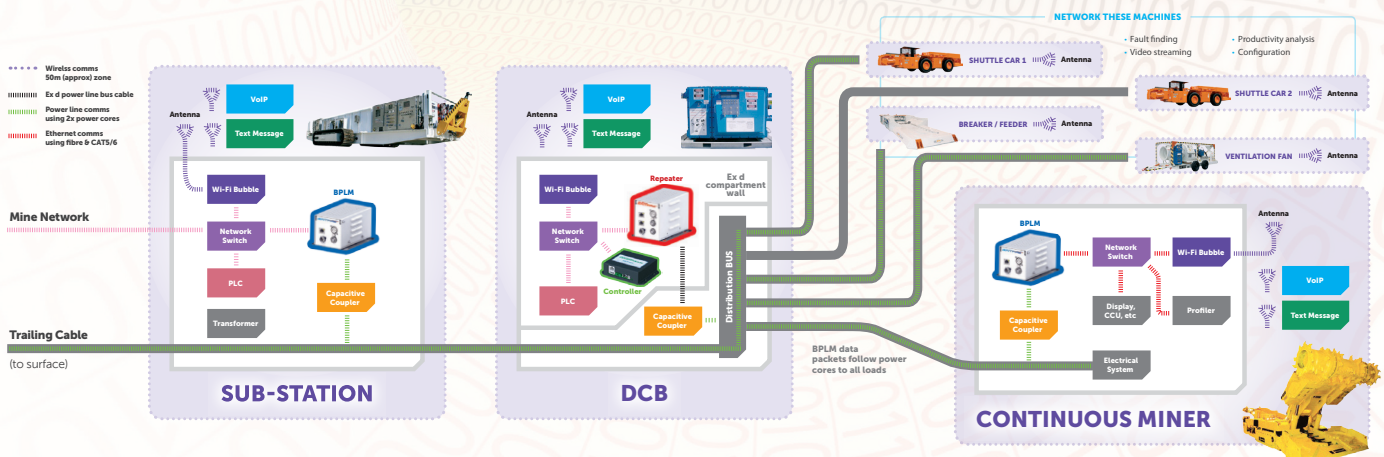 Wirelss comms
50m (approx) zone
Ex d power line bus cable
Power line comms
using 2x power cores
Ethernet comms
using fibre & CAT5/6
Mine Network
Trailing Cable
(to surface)
Antenna
VoIP
Text Message
Wi-Fi Bubble
BPLM
Network
Switch
PLC
Capacitive
Coupler
Transformer
SUB-STATION
Antenna
VoIP
Text Message
Ex d
compartment
wall
Wi-Fi Bubble
Repeater
Network
Switch
Controller
PLC
Capacitive
Coupler
Distribution BUS
DCB
NETWORK THESE MACHINES
- Fault finding
- Video streaming
- Productivity analysis
- Configuration
SHUTTLE CAR 1
Antenna
SHUTTLE CAR 2
Antenna
BREAKER / FEEDER
Antenna
VENTILATION FAN
Antenna
BPLM data
packets follow power
cores to all loads
BPLM
Network
Switch
Wi-Fi Bubble
Antenna
VoIP
Text Message
Capacitive
Coupler
Display,
CCU, etc
Profiler
Electrical
System
CONTINUOUS MINER